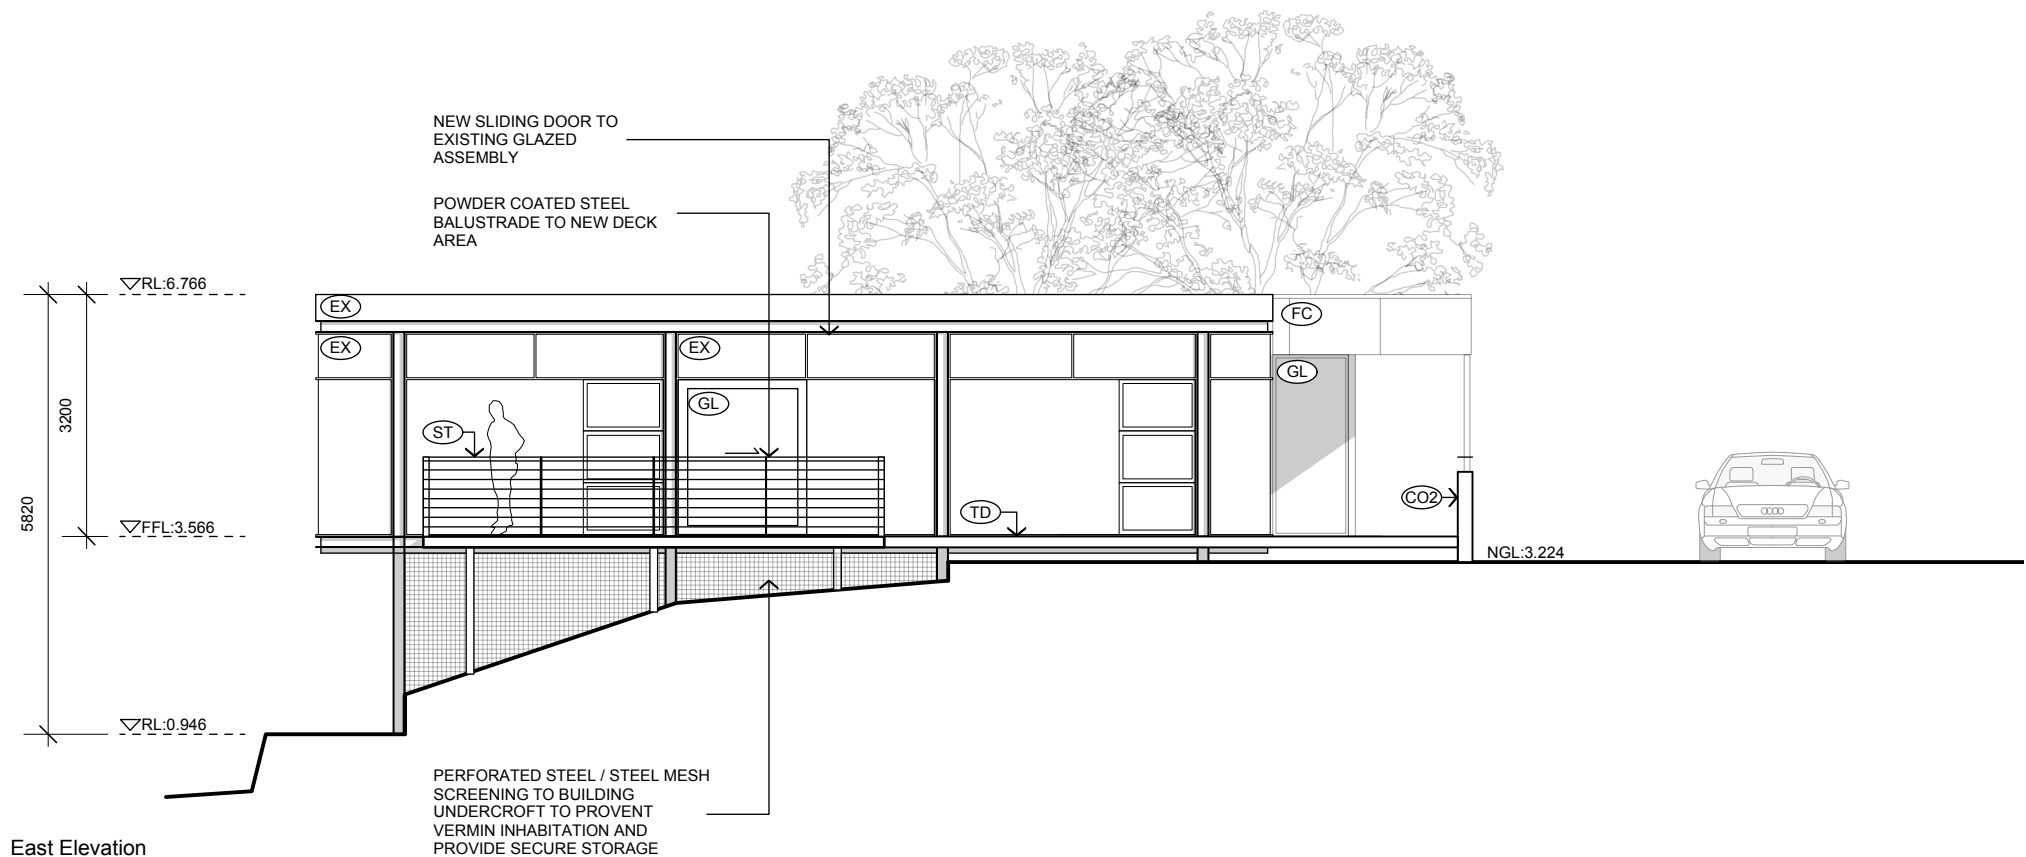 NEW SLIDING DOOR TO
EXISTING GLAZED
ASSEMBLY
POWDER COATED STEEL
BALUSTRADE TO NEW DECK
AREA
RL:6.766
EX
FC
EX
EX
GL
GL
3200
ST
5820
CO2
TD
FFL:3.566
NGL:3.224
RL:0.946
PERFORATED STEEL / STEEL MESH
SCREENING TO BUILDING
UNDERCROFT TO PROVENT
VERMIN INHABITATION AND
PROVIDE SECURE STORAGE
East Elevation